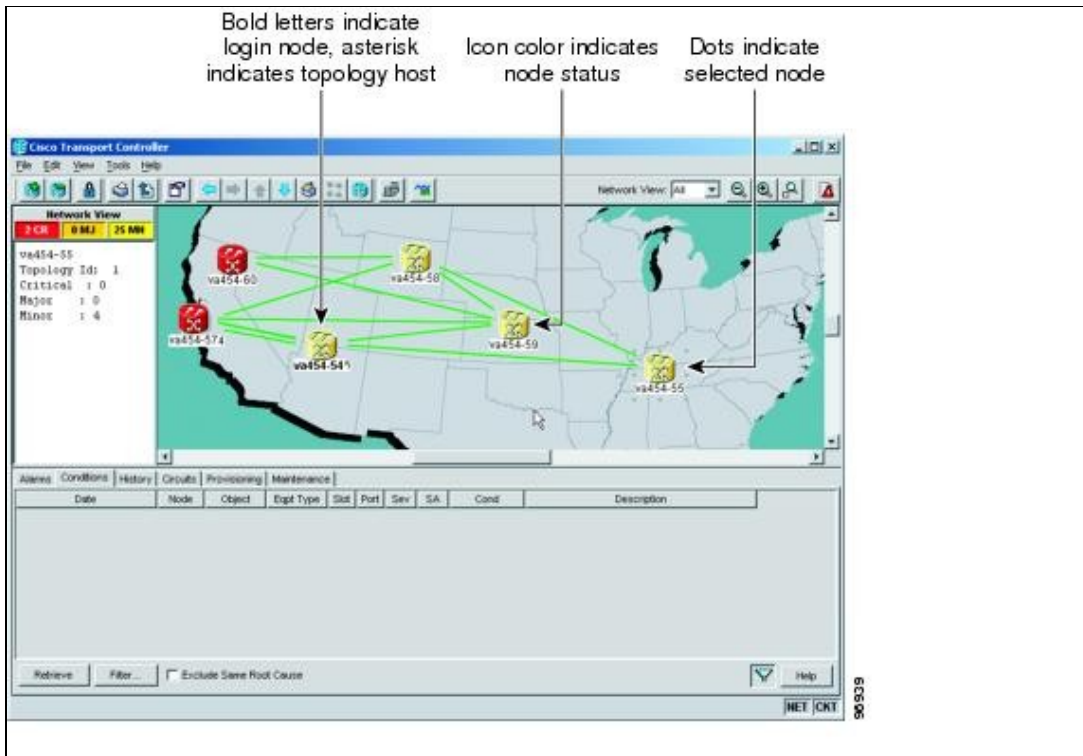 Bold letters indicate
login node, asterisk
indicates topology host
Icon color indicates
node status
Dots indicate
selected node
Cisco Transport Controller
File Edit View Tools Help
Network View: All
Network View
2 CR 0 MJ 25 MN
va454-55
Topology Id: 1
Critical : 0
Major : 0
Minor : 4
va454-60
va454-58
va454-57
va454-59
va454-54
va454-55
Alarms Conditions History Circuits Provisioning Maintenance
Date Node Object Eqpt Type Slot Port Sev SA Cond Description
Retrieve Filter... Exclude Same Root Cause Help
NET CKT
96939